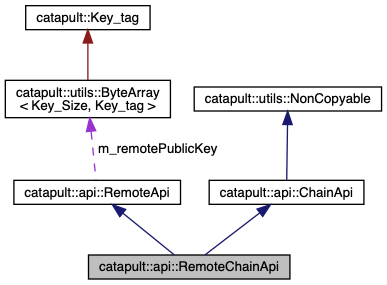 catapult::Key_tag
catapult::utils::ByteArray
< Key_Size, Key_tag >
catapult::utils::NonCopyable
m_remotePublicKey
catapult::api::RemoteApi
catapult::api::ChainApi
catapult::api::RemoteChainApi